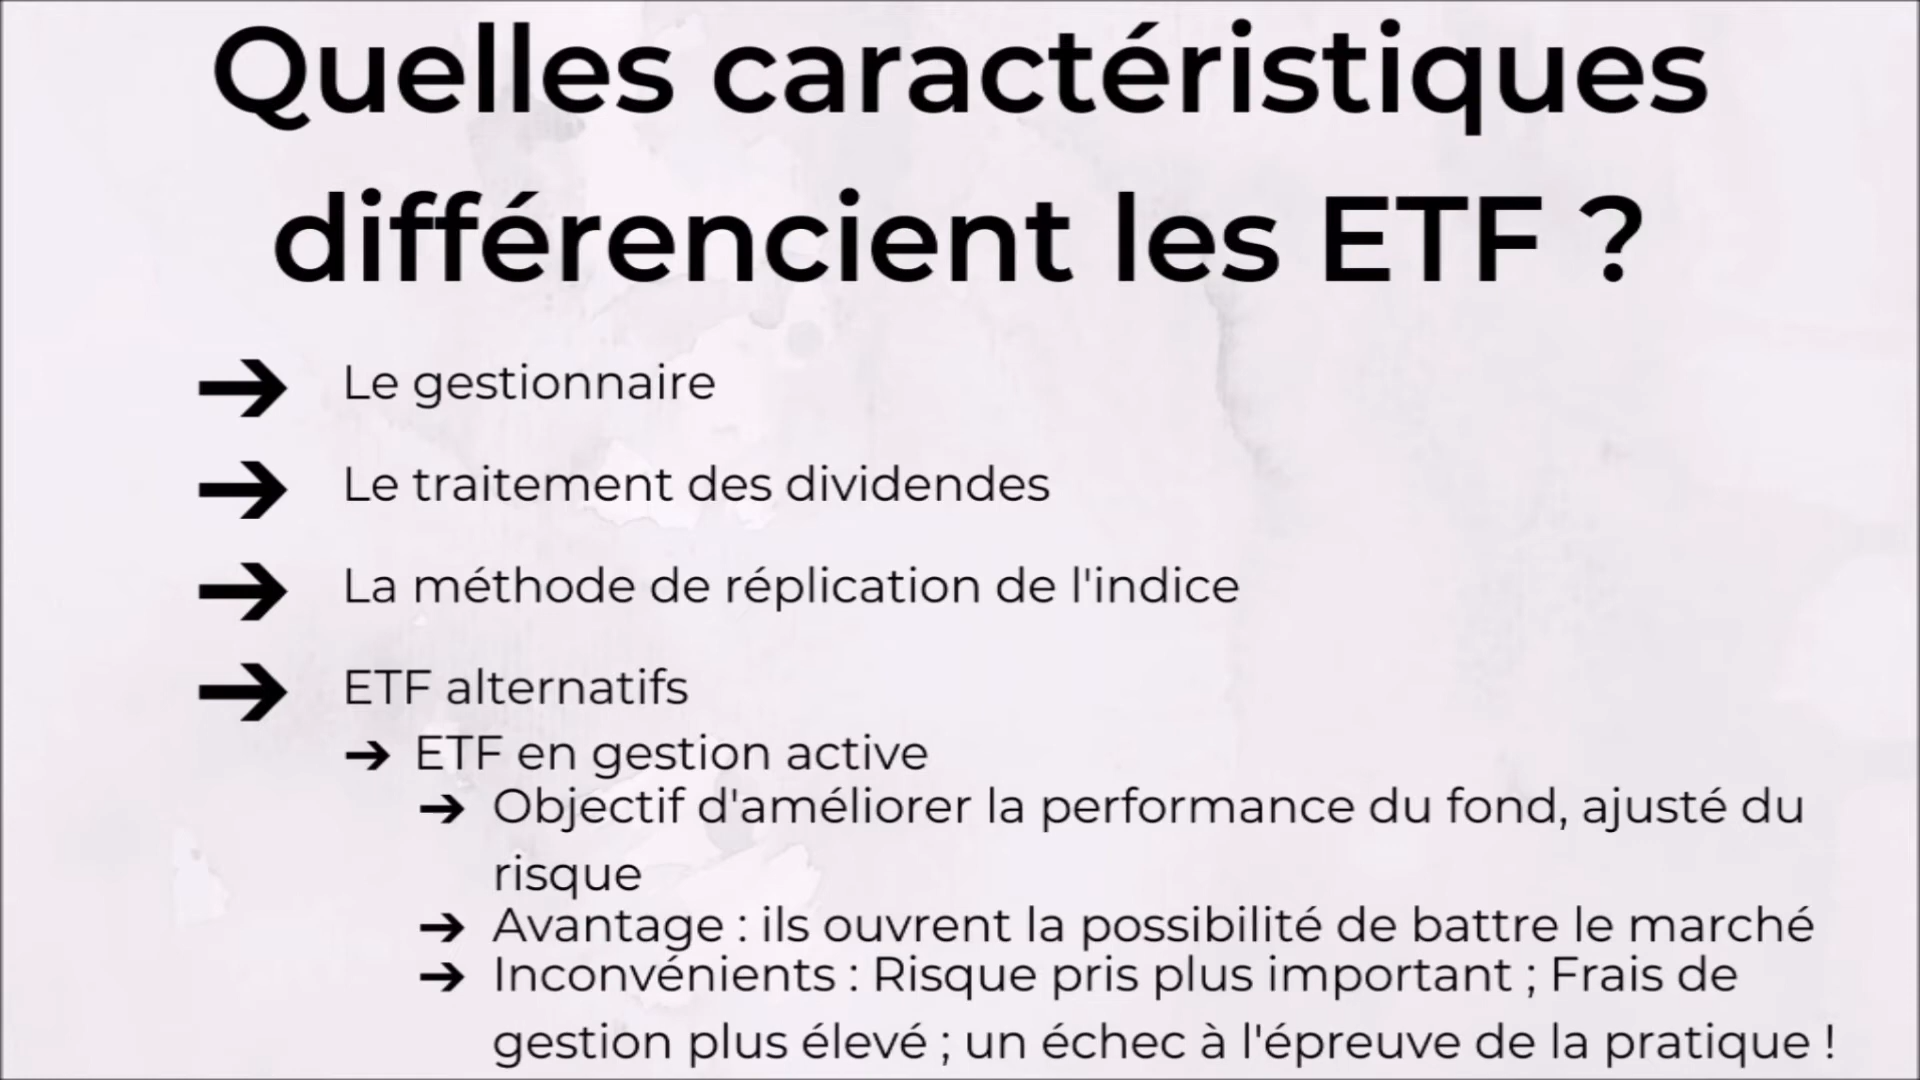 Quelles caractéristiques
différencient les ETF ?
➔ Le gestionnaire
➔ Le traitement des dividendes
➔ La méthode de réplication de l'indice
➔ ETF alternatifs
➔ ETF en gestion active
➔ Objectif d'améliorer la performance du fond, ajusté du
risque
➔ Avantage : ils ouvrent la possibilité de battre le marché
➔ Inconvénients : Risque pris plus important ; Frais de
gestion plus élevé ; un échec à l'épreuve de la pratique !